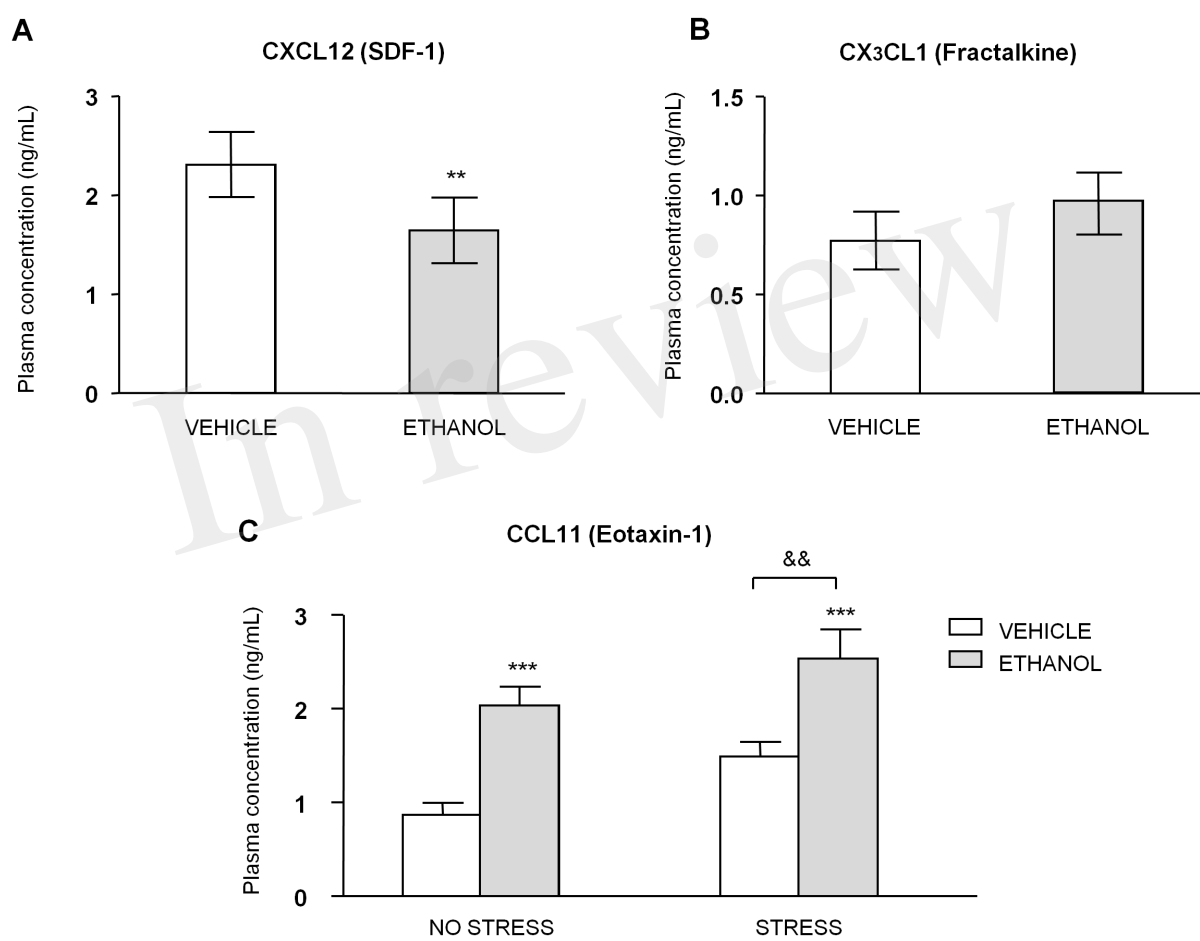 A
CXCL12 (SDF-1)
Plasma concentration (ng/mL)
3
2
1
0
**
VEHICLE
ETHANOL
B
CX3CL1 (Fractalkine)
Plasma concentration (ng/mL)
1.5
1.0
0.5
0.0
VEHICLE
ETHANOL
In review
C
CCL11 (Eotaxin-1)
Plasma concentration (ng/mL)
3
2
1
0
***
&&
***
NO STRESS
STRESS
VEHICLE
ETHANOL